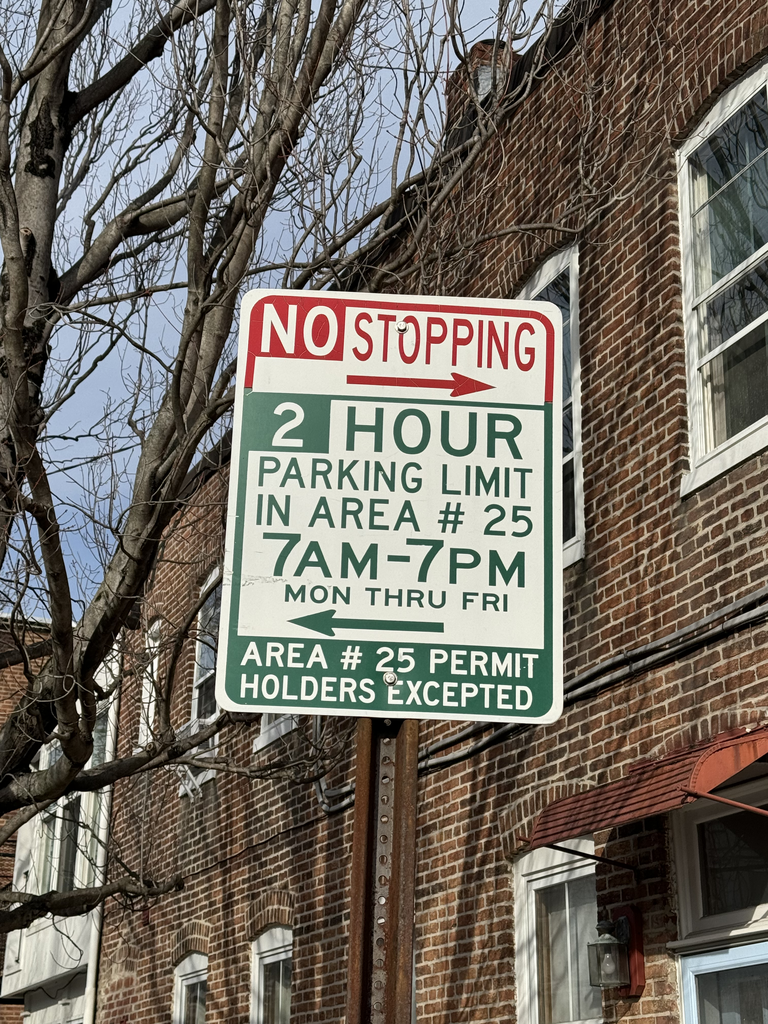 NO STOPPING
2 HOUR
PARKING LIMIT
IN AREA # 25
7AM-7PM
MON THRU FRI
AREA # 25 PERMIT
HOLDERS EXCEPTED